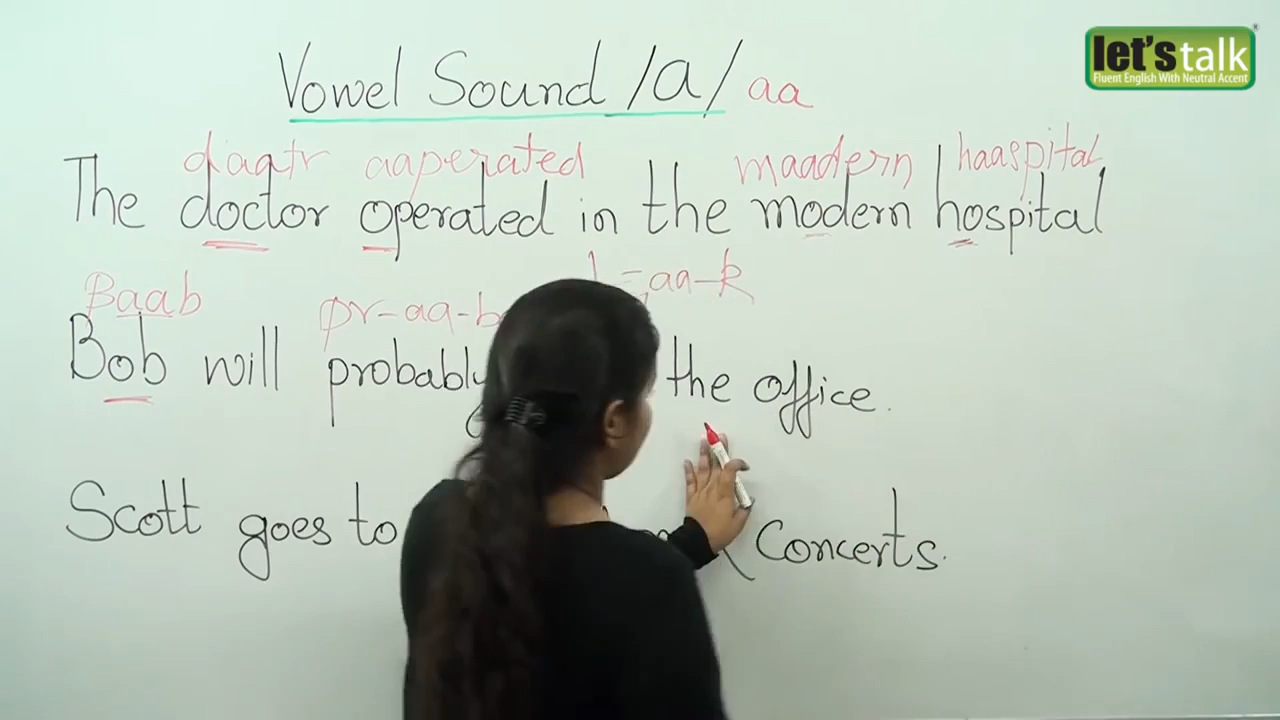 let's talk
Fluent English With Neutral Accent
Vowel Sound /a/ aa
daatr aaperated maadern haaspital
The doctor operated in the modern hospital
Baab pr-aa-b aa-k
Bob will probably the office.
Scott goes to Concerts.